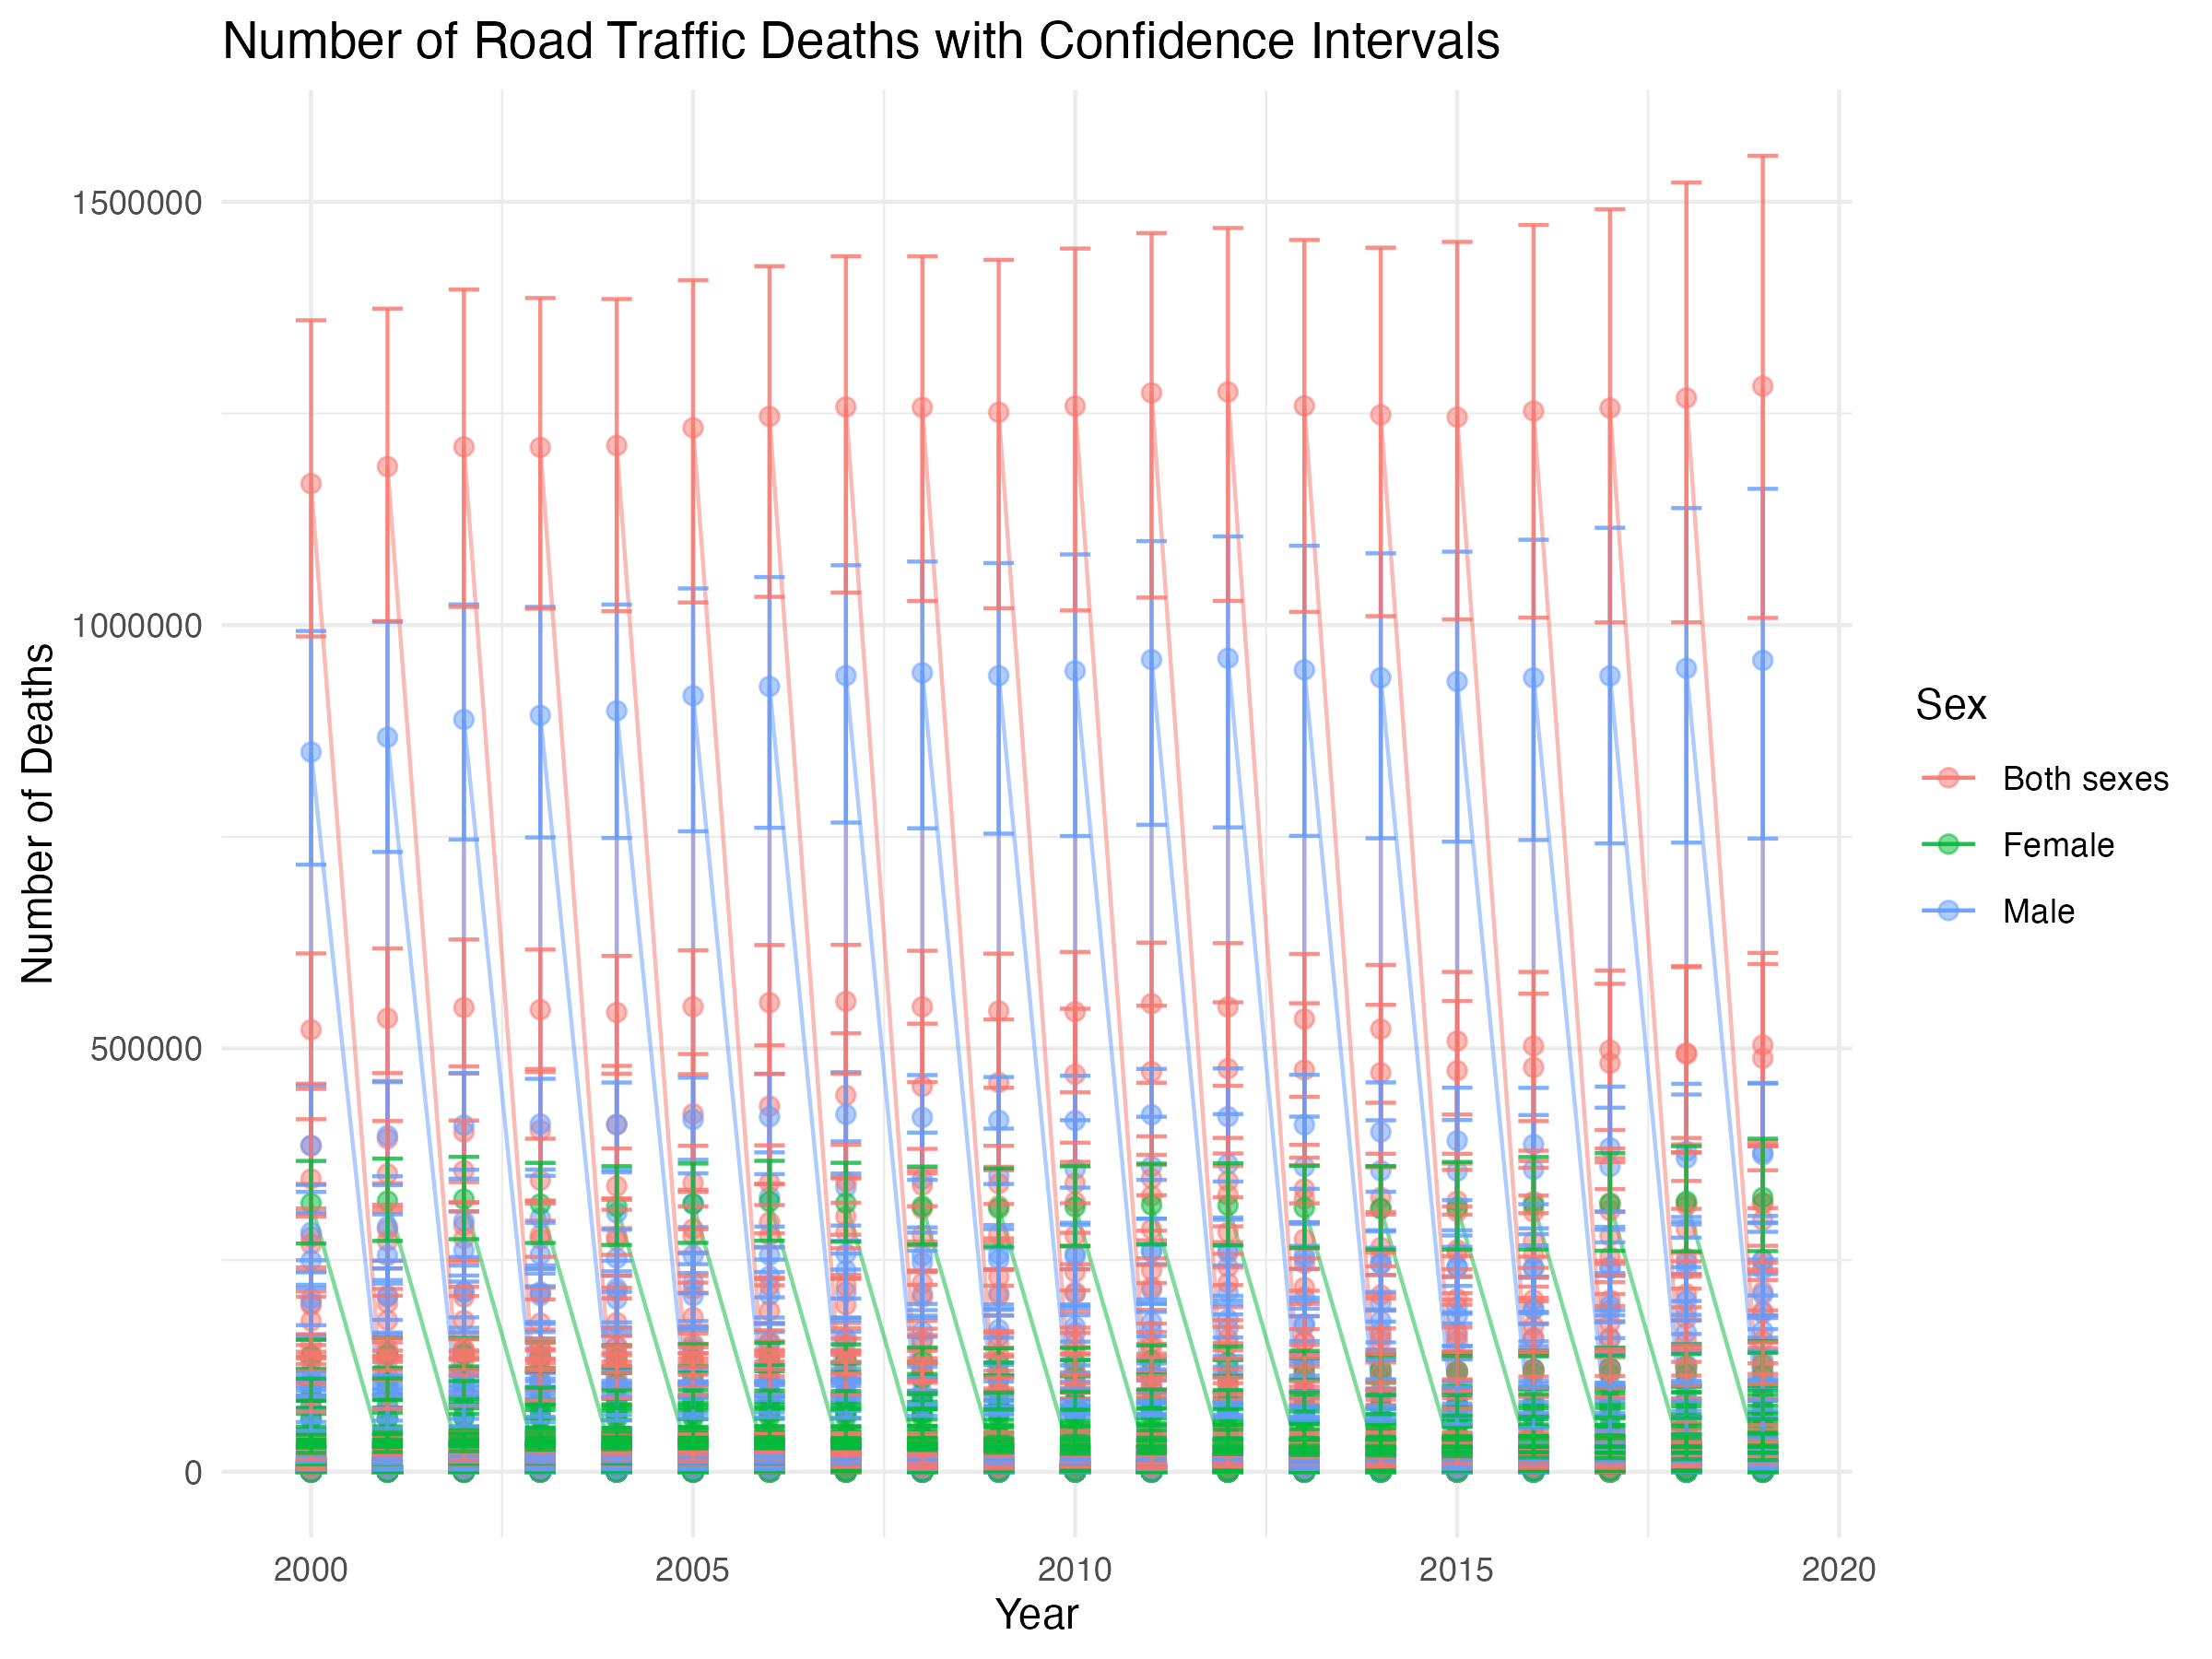 Number of Road Traffic Deaths with Confidence Intervals
1500000
1000000
500000
0
Number of Deaths
2000
2005
2010
2015
2020
Year
Sex
Both sexes
Female
Male